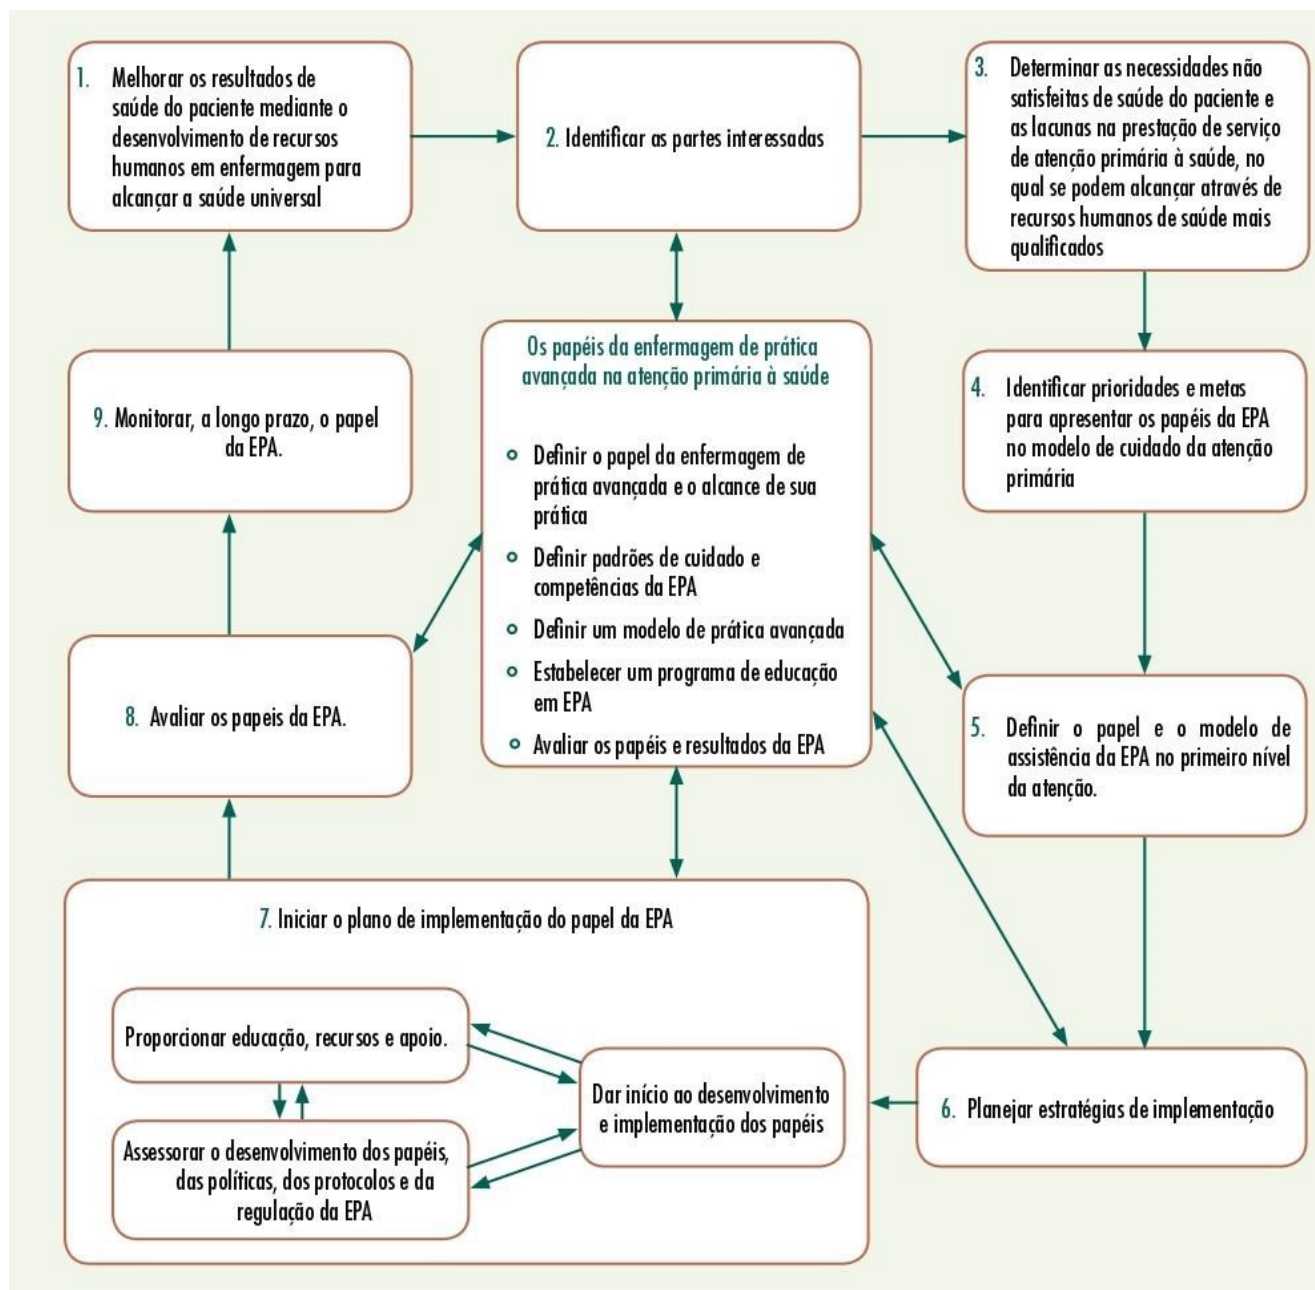 1. Melhorar os resultados de
saúde do paciente mediante o
desenvolvimento de recursos
humanos em enfermagem para
alcançar a saúde universal
2. Identificar as partes interessadas
3. Determinar as necessidades não
satisfeitas de saúde do paciente e
as lacunas na prestação de serviço
de atenção primária à saúde, no
qual se podem alcançar através de
recursos humanos de saúde mais
qualificados
Os papéis da enfermagem de prática
avançada na atenção primária à saúde
Definir o papel da enfermagem de
prática avançada e o alcance de sua
prática
Definir padrões de cuidado e
competências da EPA
Definir um modelo de prática avançada
Estabelecer um programa de educação
em EPA
Avaliar os papéis e resultados da EPA
4. Identificar prioridades e metas
para apresentar os papéis da EPA
no modelo de cuidado da atenção
primária
9. Monitorar, a longo prazo, o papel
da EPA.
8. Avaliar os papeis da EPA.
5. Definir o papel e o modelo de
assistência da EPA no primeiro nível
da atenção.
7. Iniciar o plano de implementação do papel da EPA
Proporcionar educação, recursos e apoio.
Dar início ao desenvolvimento
e implementação dos papéis
Assessorar o desenvolvimento dos papéis,
das políticas, dos protocolos e da
regulação da EPA
6. Planejar estratégias de implementação